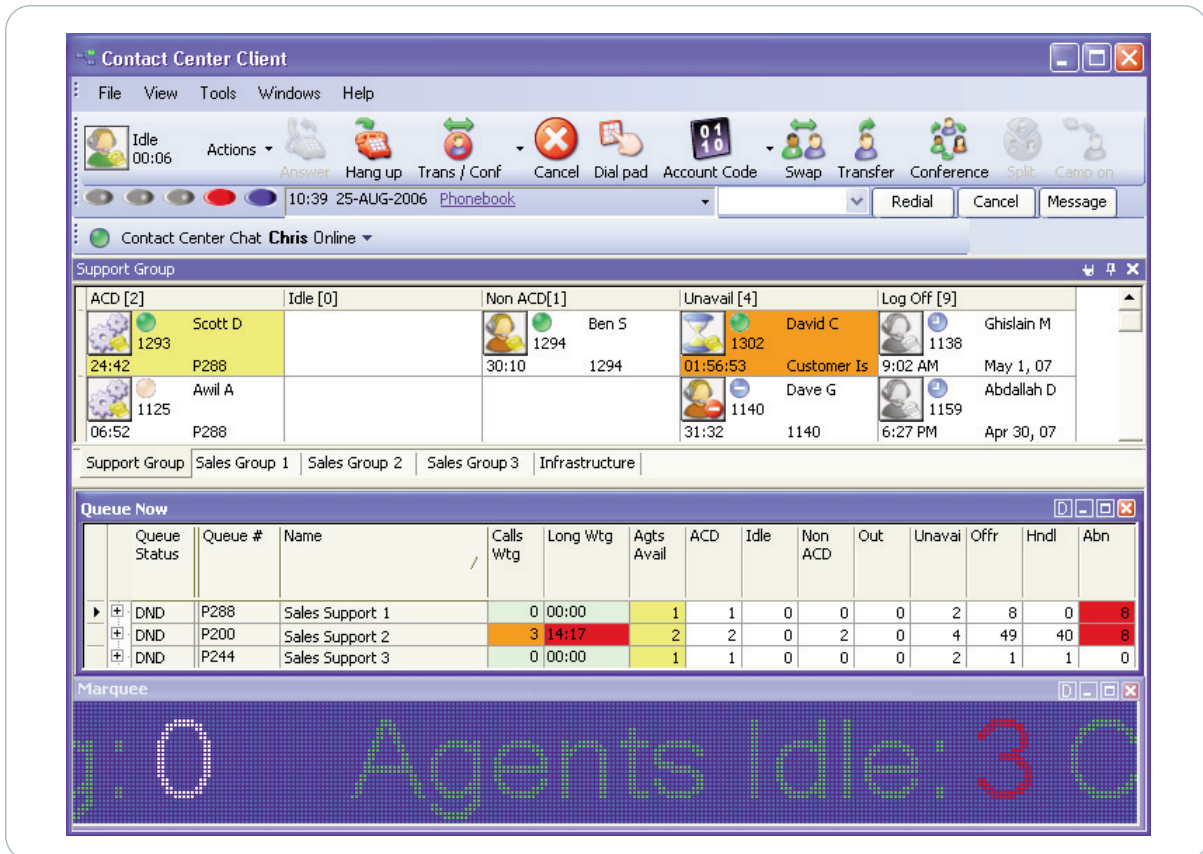 Contact Center Client
File View Tools Windows Help
Idle
00:06
Actions
Answer Hang up Trans / Conf Cancel Dial pad Account Code Swap Transfer Conference Split Camp on
10:39 25-AUG-2006 Phonebook Redial Cancel Message
Contact Center Chat Chris Online
Support Group
ACD [2] Idle [0] Non ACD[1] Unavail [4] Log Off [9]
Scott D Ben S David C Ghislain M
1293 1294 1302 1138
24:42 P288 30:10 1294 01:56:53 Customer Is 9:02 AM May 1, 07
Awil A Dave G Abdallah D
1125 1140 1159
06:52 P288 31:32 1140 6:27 PM Apr 30, 07
Support Group Sales Group 1 Sales Group 2 Sales Group 3 Infrastructure
Queue Now D
Queue Status Queue # Name Calls Wtg Long Wtg Agts Avail ACD Idle Non ACD Out Unavai Offr Hndl Abn
DND P288 Sales Support 1 0 00:00 1 1 0 0 0 2 8 0 8
DND P200 Sales Support 2 3 14:17 2 2 0 2 0 4 49 40 8
DND P244 Sales Support 3 0 00:00 1 1 0 0 0 2 1 1 0
Marquee D
g: 0 Agents Idle: 3 C